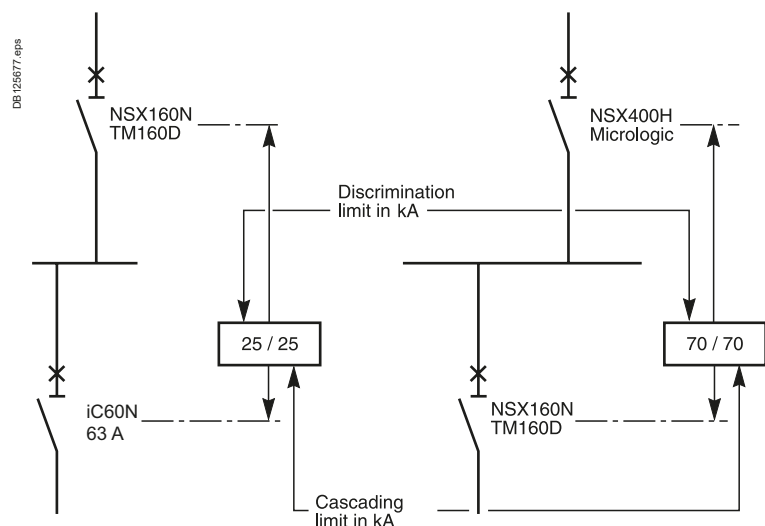 DB125677.eps
NSX160N
TM160D
NSX400H
Micrologic
Discrimination
limit in kA
25 / 25
70 / 70
iC60N
63 A
NSX160N
TM160D
Cascading
limit in kA